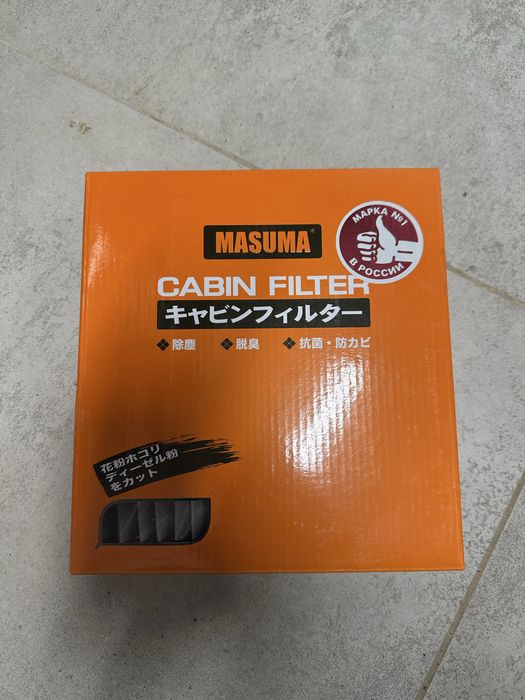 MASUMA®
МАРКА №1
В РОССИИ
CABIN FILTER
キャビンフィルター
❖ 除塵 ❖ 脱臭 ❖ 抗菌・防カビ
花粉ホコリ
ディーゼル粉
をカット